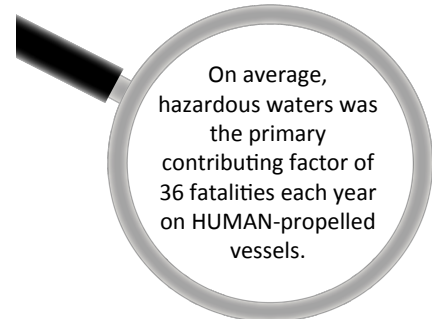 On average,
hazardous waters was
the primary
contributing factor of
36 fatalities each year
on HUMAN-propelled
vessels.